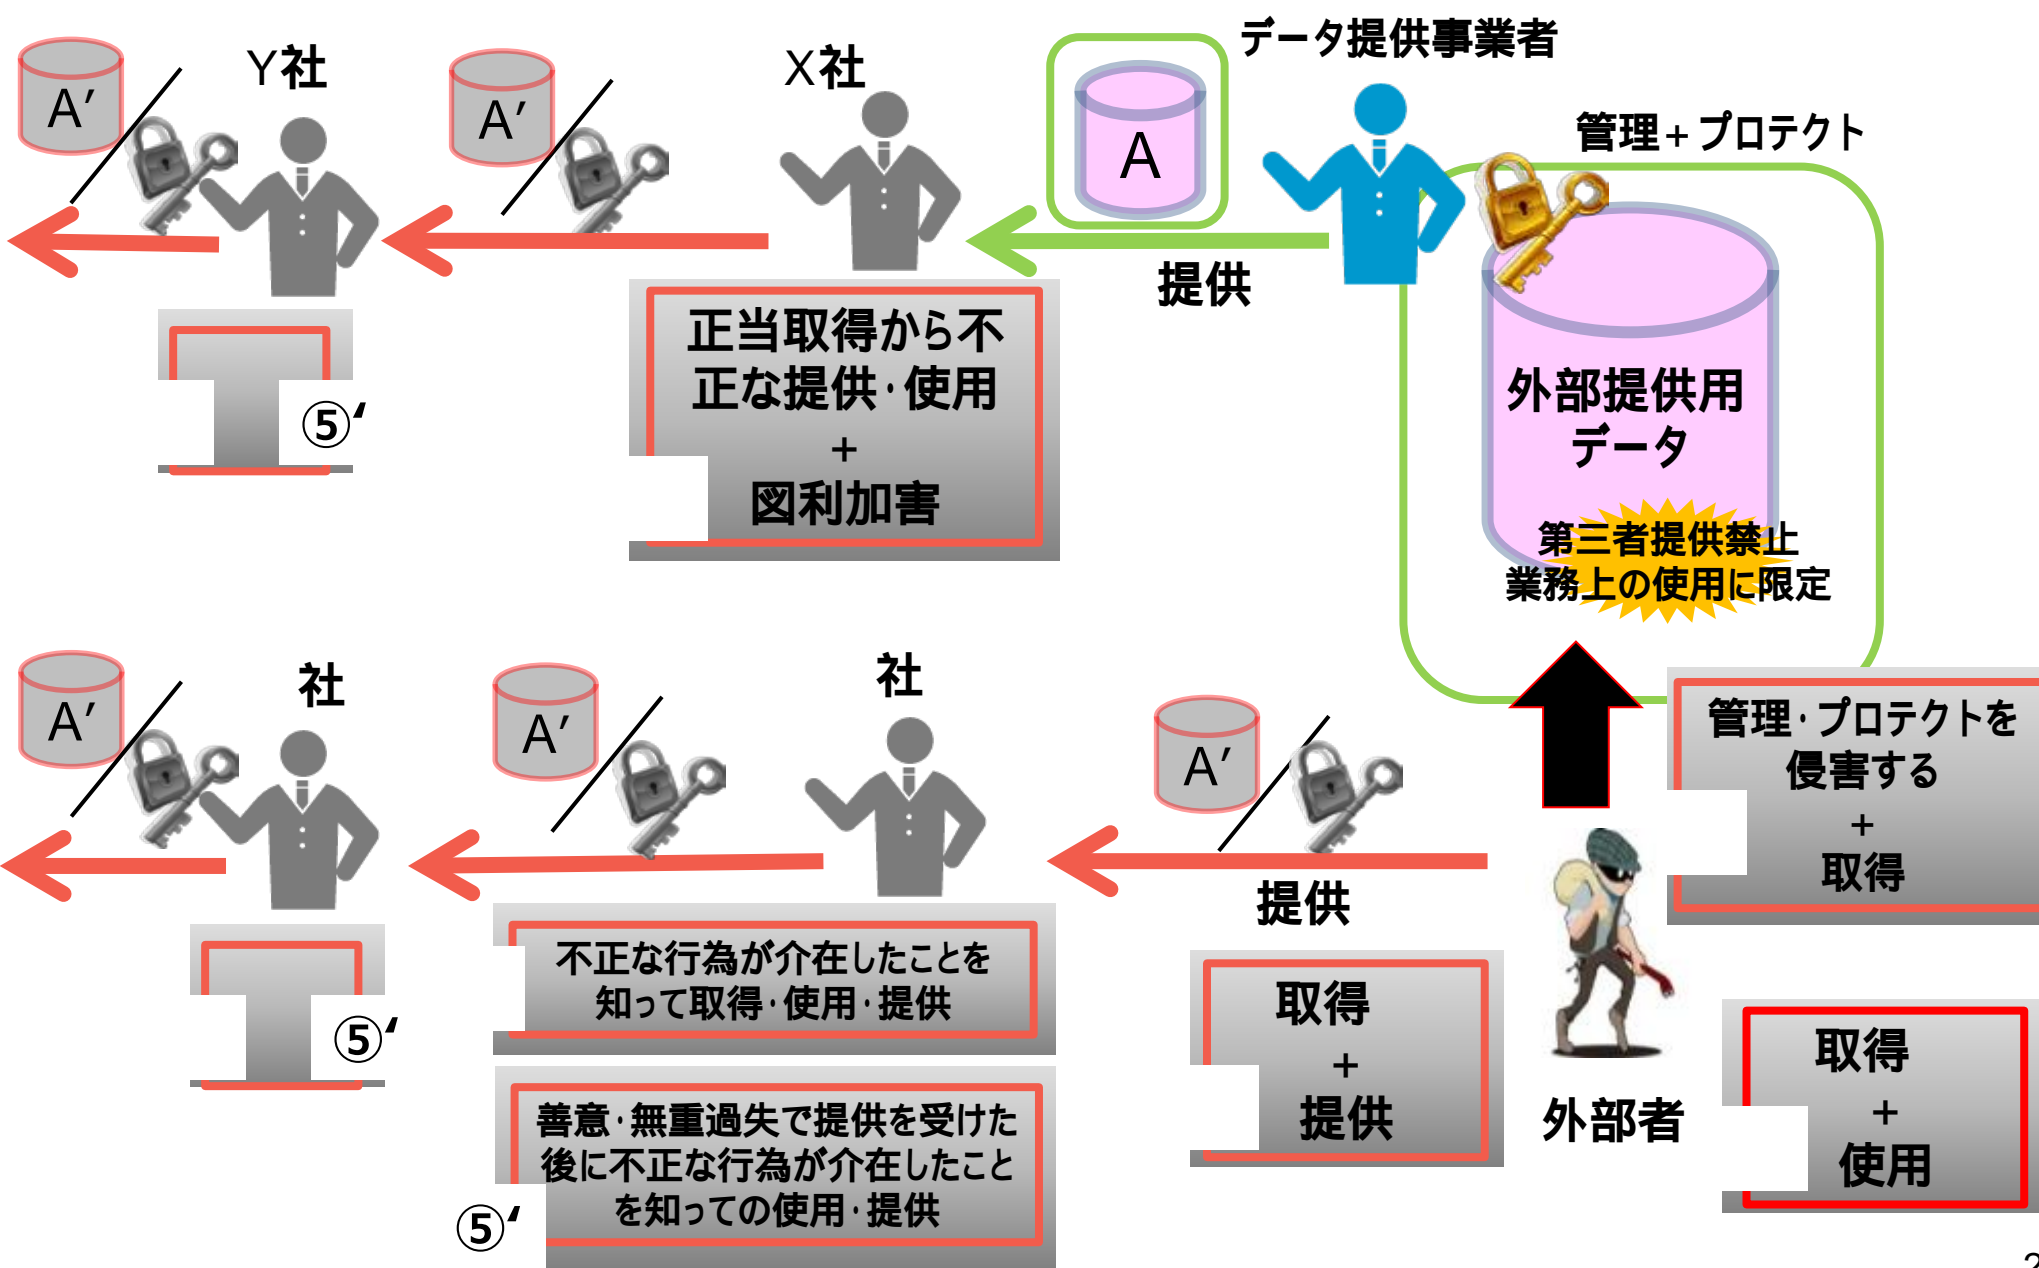 データ提供事業者
Y社
X社
A′
A′
A
管理+プロテクト
提供
正当取得から不
正な提供・使用
+
図利加害
外部提供用
データ
⑤‘
第三者提供禁止
業務上の使用に限定
社
社
A′
A′
A′
管理・プロテクトを
侵害する
+
取得
提供
不正な行為が介在したことを
知って取得・使用・提供
取得
+
提供
⑤‘
取得
+
使用
外部者
善意・無重過失で提供を受けた
後に不正な行為が介在したこと
を知っての使用・提供
⑤‘
2